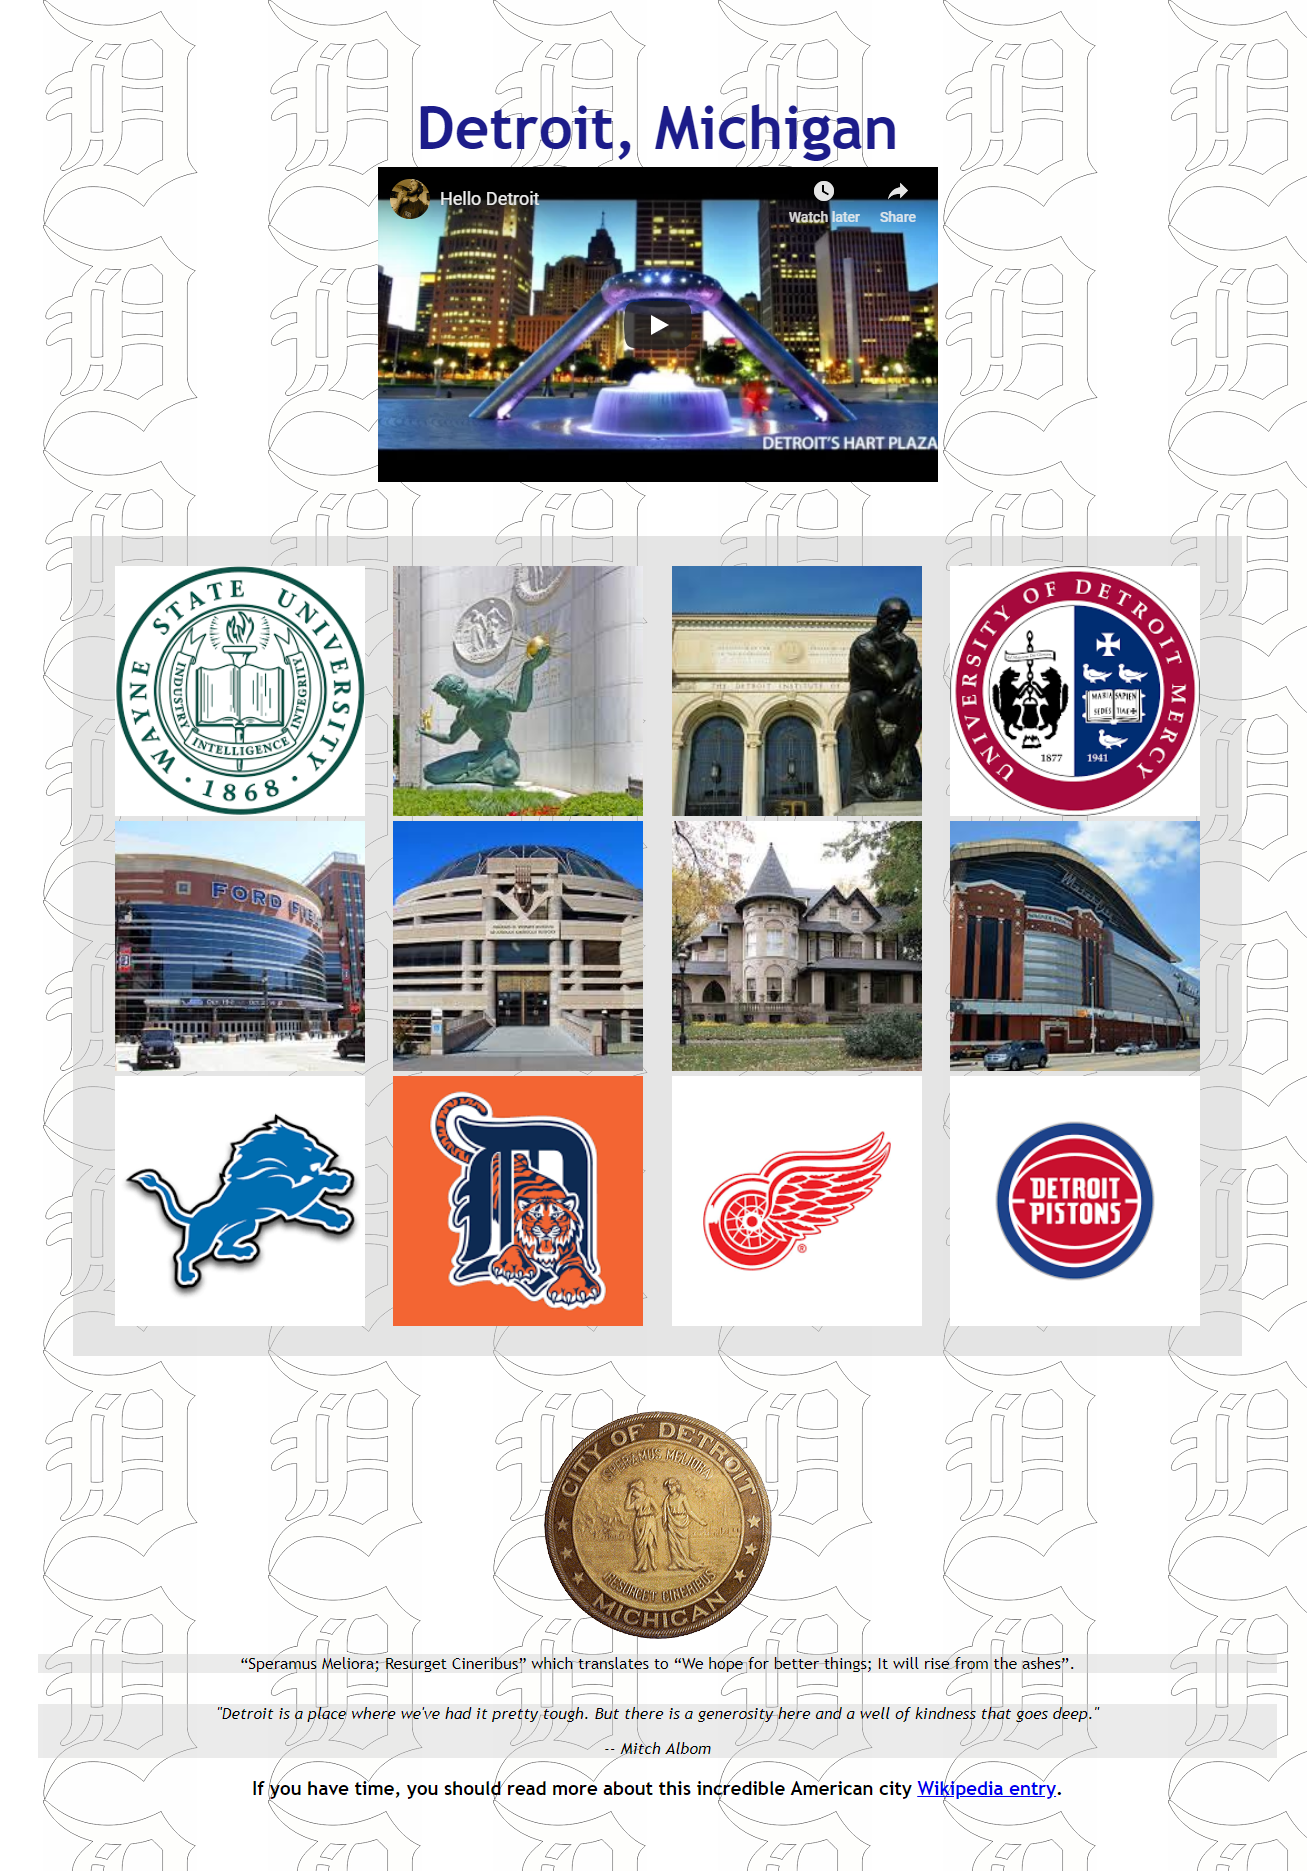 Detroit, Michigan
Hello Detroit
Watch later
Share
DETROIT'S HART PLAZA
WAYNE STATE UNIVERSITY
INDUSTRY
INTELLIGENCE
INTEGRITY
· 1868 ·
THE DETROIT INSTITUTE OF
UNIVERSITY OF DETROIT MERCY
MARIA SAPIEN
SEDES TIAE
1877
1941
FORD FIEL
DETROIT
PISTONS
®
CITY OF DETROIT
SPERAMUS MELIORA
RESURGET CINERIBUS
MICHIGAN
“Speramus Meliora; Resurget Cineribus” which translates to “We hope for better things; It will rise from the ashes”.
"Detroit is a place where we've had it pretty tough. But there is a generosity here and a well of kindness that goes deep."
-- Mitch Albom
If you have time, you should read more about this incredible American city Wikipedia entry.